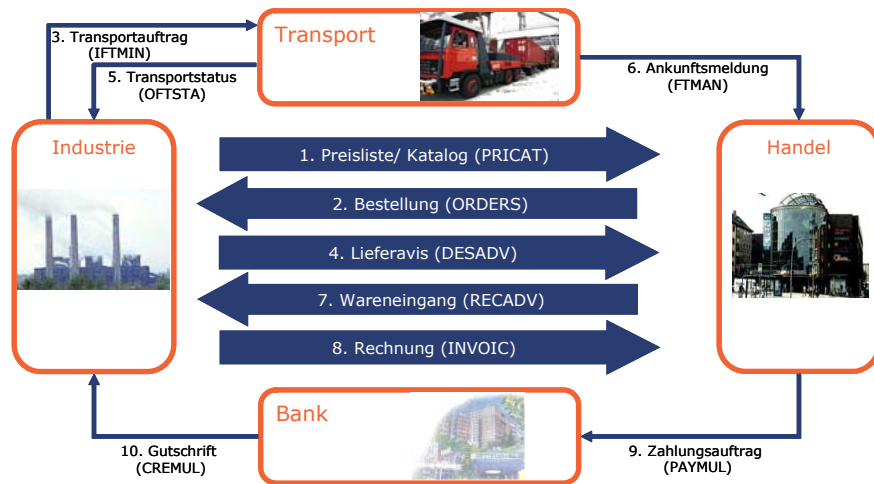 3. Transportauftrag
(IFTMIN)
Transport
5. Transportstatus
(OFTSTA)
6. Ankunftsmeldung
(FTMAN)
Industrie
1. Preisliste/ Katalog (PRICAT)
Handel
2. Bestellung (ORDERS)
4. Lieferavis (DESADV)
7. Wareneingang (RECADV)
8. Rechnung (INVOIC)
Bank
10. Gutschrift
(CREMUL)
9. Zahlungsauftrag
(PAYMUL)